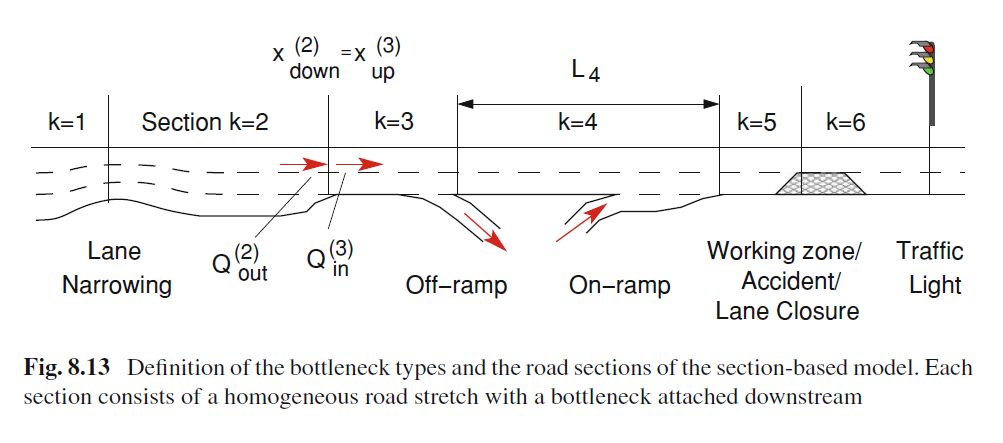 x (2) down = x (3) up
L4
k=1 Section k=2 k=3 k=4 k=5 k=6
Q (2) out Q (3) in
Lane Narrowing
Off−ramp
On−ramp
Working zone/
Accident/
Lane Closure
Traffic
Light
Fig. 8.13 Definition of the bottleneck types and the road sections of the section-based model. Each
section consists of a homogeneous road stretch with a bottleneck attached downstream